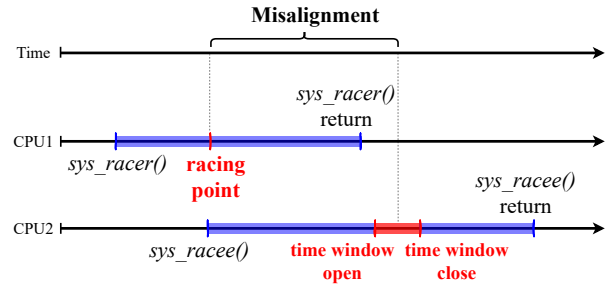 Misalignment
Time
sys_racer()
return
CPU1
sys_racer()
racing
point
sys_racee()
return
CPU2
sys_racee()
time window
open
time window
close